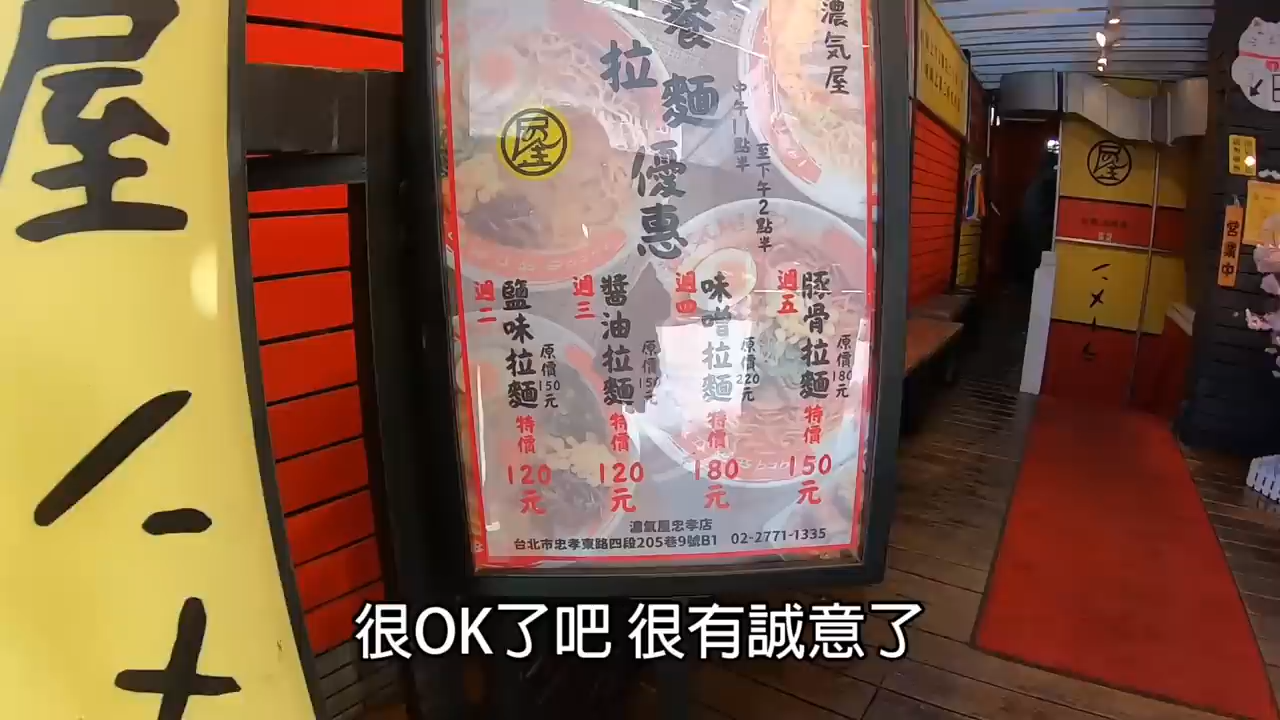 屋
ラ
メ
餐
拉麵
優惠
中午11點半
至下午2點半
濃気屋
屋
週二
鹽味拉麵
原價150元
特價
120元
週三
醬油拉麵
原價150元
特價
120元
週四
味噌拉麵
原價220元
特價
180元
週五
豚骨拉麵
原價180元
特價
150元
濃氣屋忠孝店
台北市忠孝東路四段205巷9號B1 02-2771-1335
屋
ラメ
營業中
很OK了吧 很有誠意了